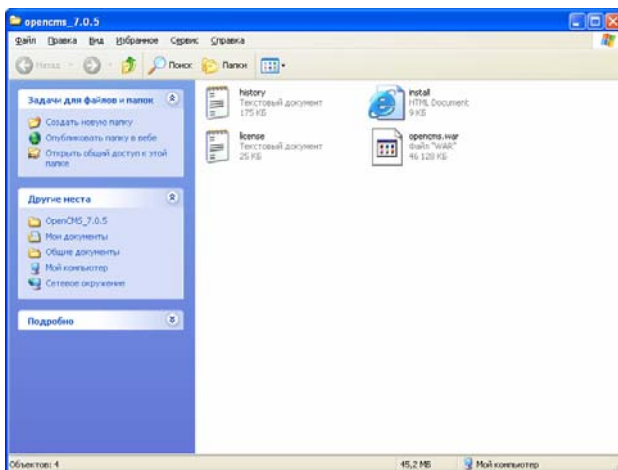 opencms_7.0.5
Файл Правка Вид Избранное Сервис Справка
Назад Поиск Папки
Задачи для файлов и папок
Создать новую папку
Опубликовать папку в вебе
Открыть общий доступ к этой
папке
Другие места
OpenCMS_7.0.5
Мои документы
Общие документы
Мой компьютер
Сетевое окружение
Подробно
history
Текстовый документ
175 КБ
install
HTML Document
9 КБ
license
Текстовый документ
25 КБ
opencms.war
Файл "WAR"
46 128 КБ
Объектов: 4 45,2 МБ Мой компьютер